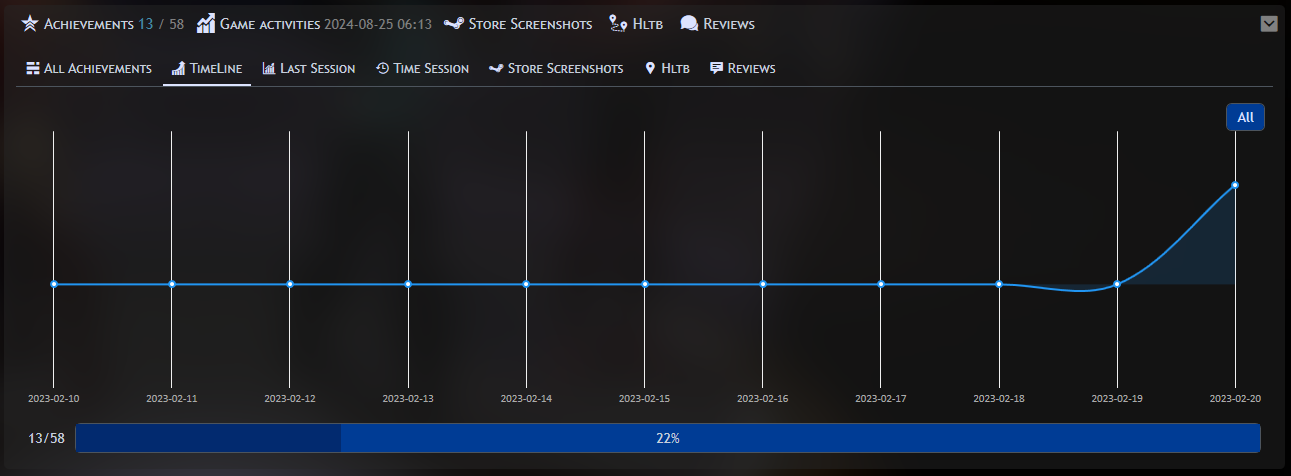 Achievements 13 / 58 Game activities 2024-08-25 06:13 Store Screenshots Hltb Reviews
All Achievements TimeLine Last Session Time Session Store Screenshots Hltb Reviews
All
2023-02-10 2023-02-11 2023-02-12 2023-02-13 2023-02-14 2023-02-15 2023-02-16 2023-02-17 2023-02-18 2023-02-19 2023-02-20
13/58 22%